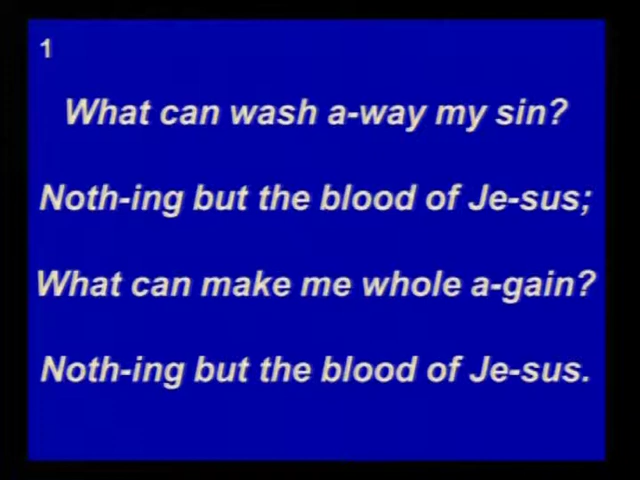 1
What can wash a-way my sin?
Noth-ing but the blood of Je-sus;
What can make me whole a-gain?
Noth-ing but the blood of Je-sus.